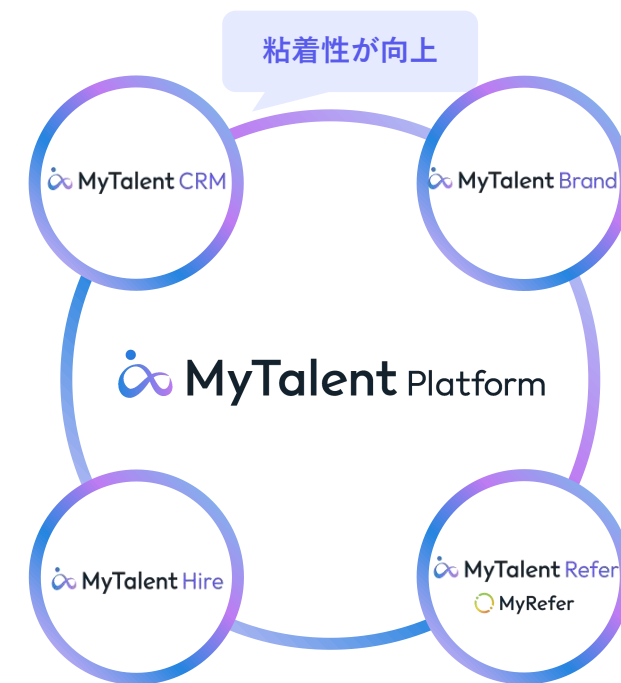 粘着性が向上
MyTalent CRM
MyTalent Brand
MyTalent Platform
MyTalent Hire
MyTalent Refer
MyRefer